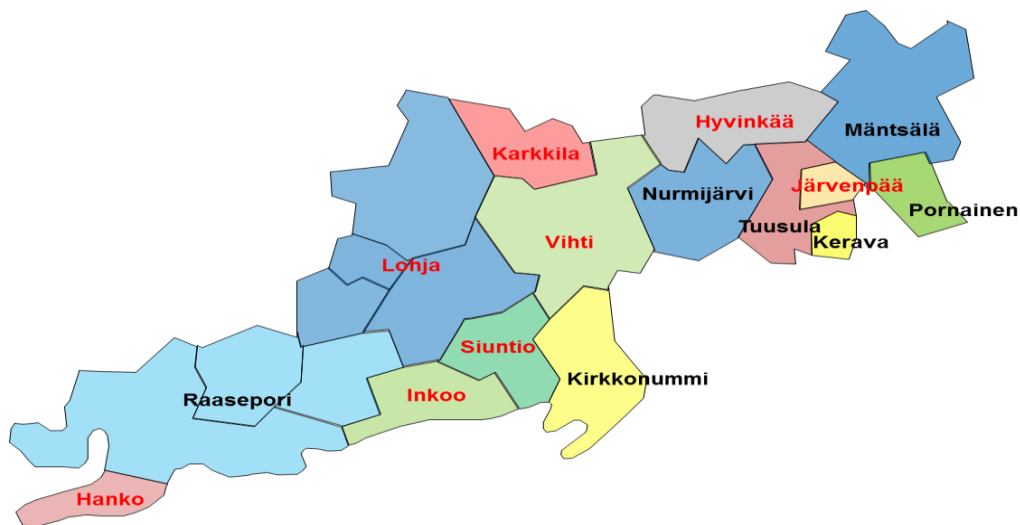 Hyvinkää
Mäntsälä
Karkkila
Järvenpää
Nurmijärvi
Pornainen
Tuusula
Kerava
Vihti
Lohja
Siuntio
Kirkkonummi
Inkoo
Raasepori
Hanko